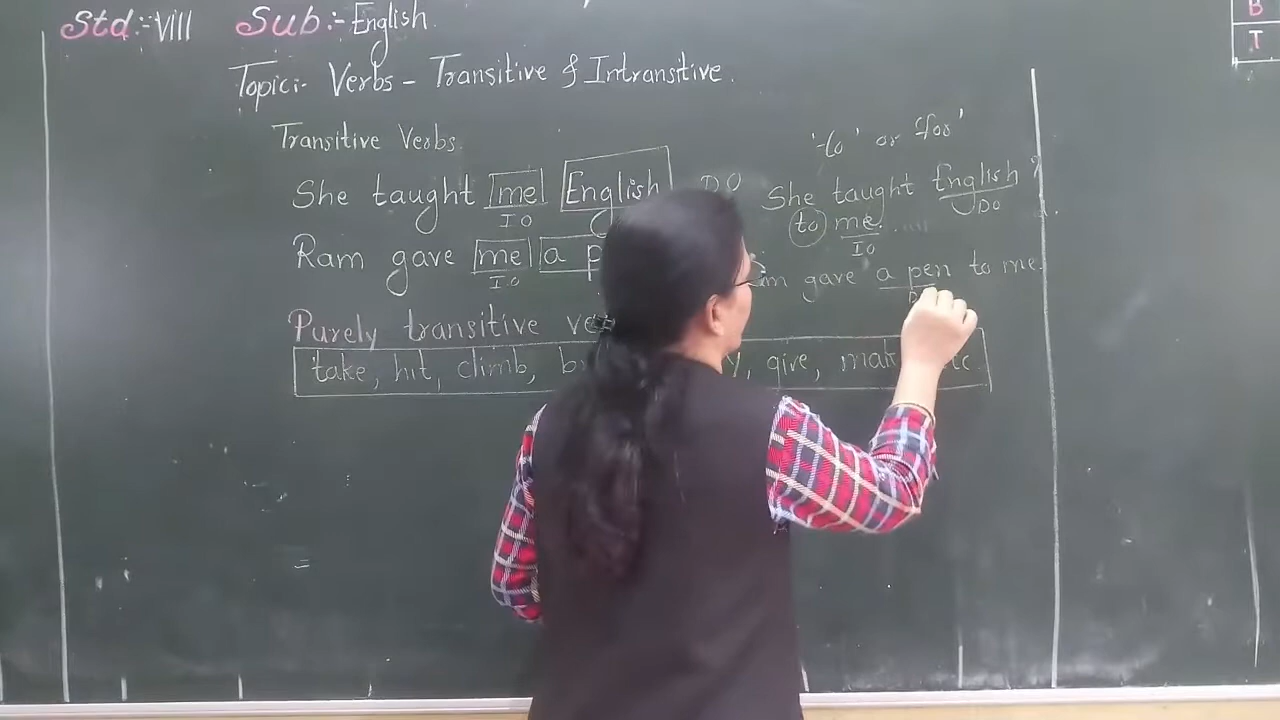 Std:- VIII Sub:- English.
Topic:- Verbs - Transitive & Intransitive.
Transitive Verbs.
She taught me English DO
IO
Ram gave me a
I.O
Purely transitive
take, hit, climb, give, etc.
'to' or 'for'
She taught English
DO
to me.
IO
gave a pen to me.
B
T